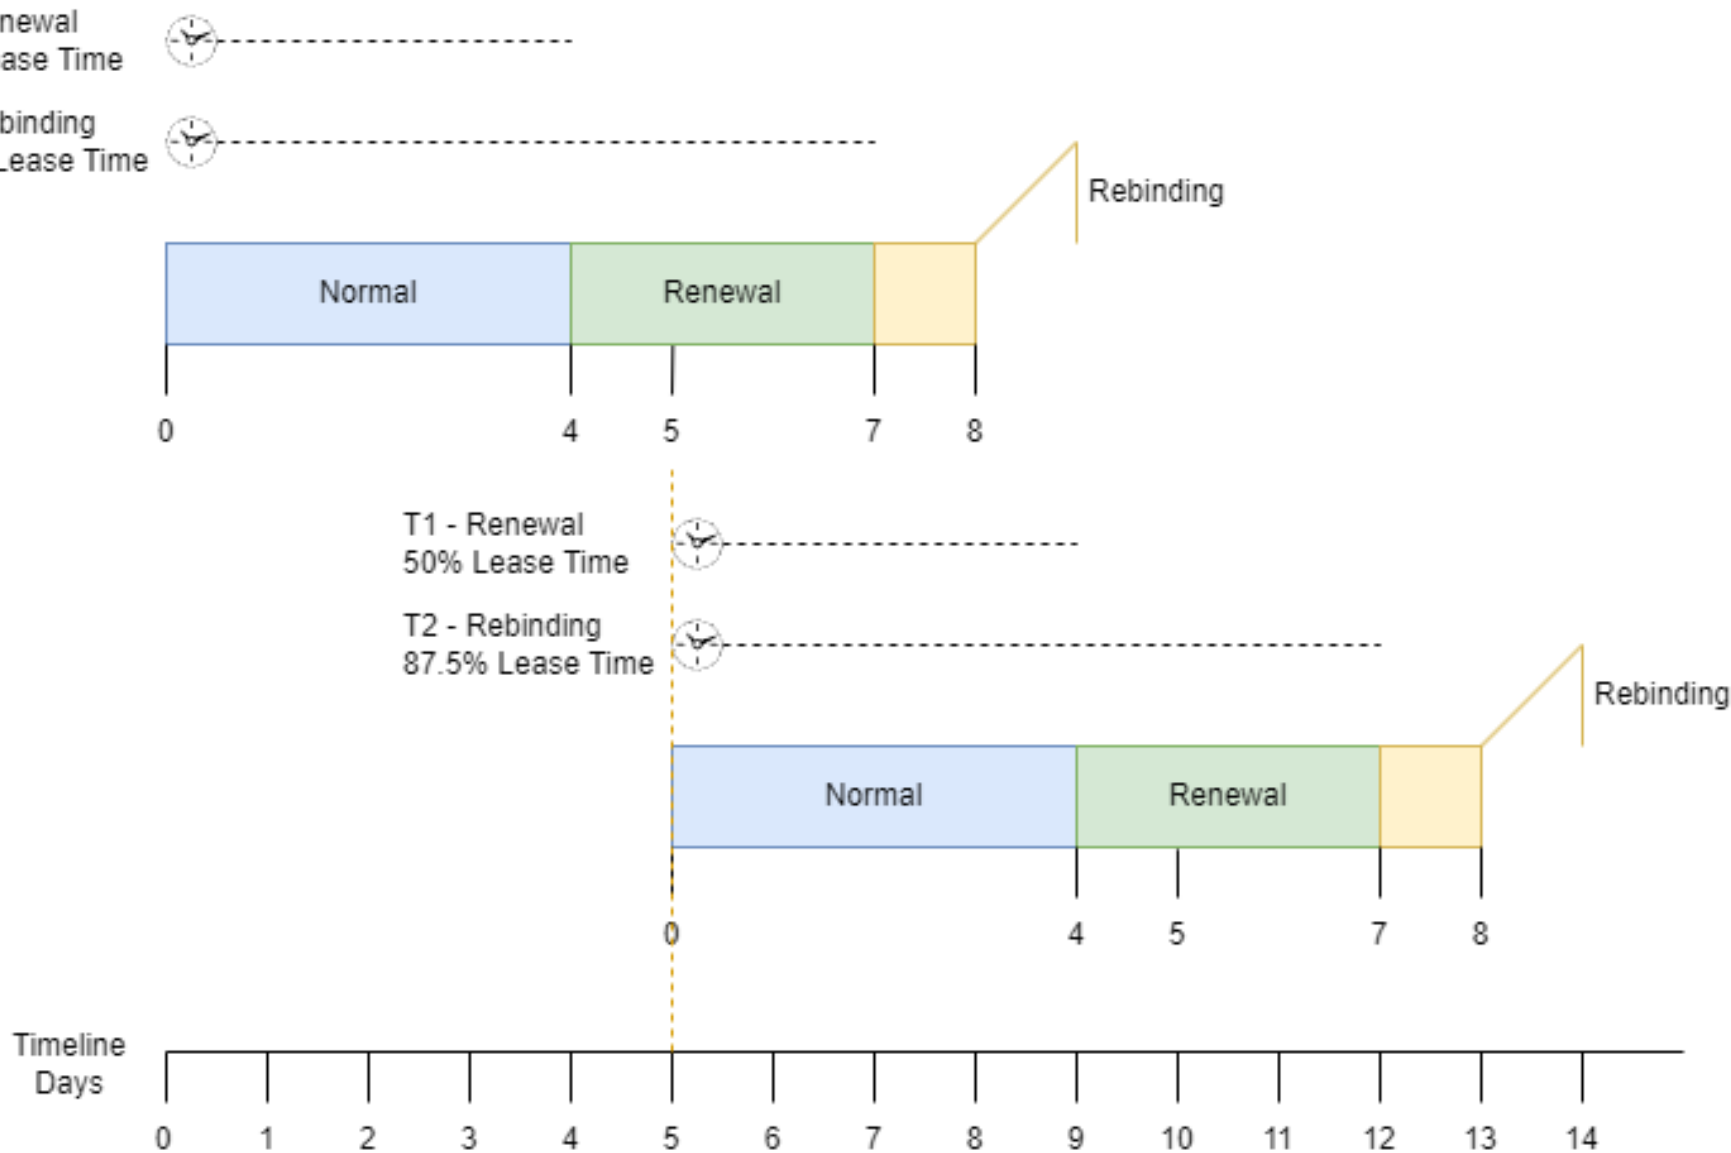 newal
ase Time
binding
Lease Time
Rebinding
Normal
Renewal
0 4 5 7 8
T1 - Renewal
50% Lease Time
T2 - Rebinding
87.5% Lease Time
Rebinding
Normal
Renewal
0 4 5 7 8
Timeline
Days
0 1 2 3 4 5 6 7 8 9 10 11 12 13 14